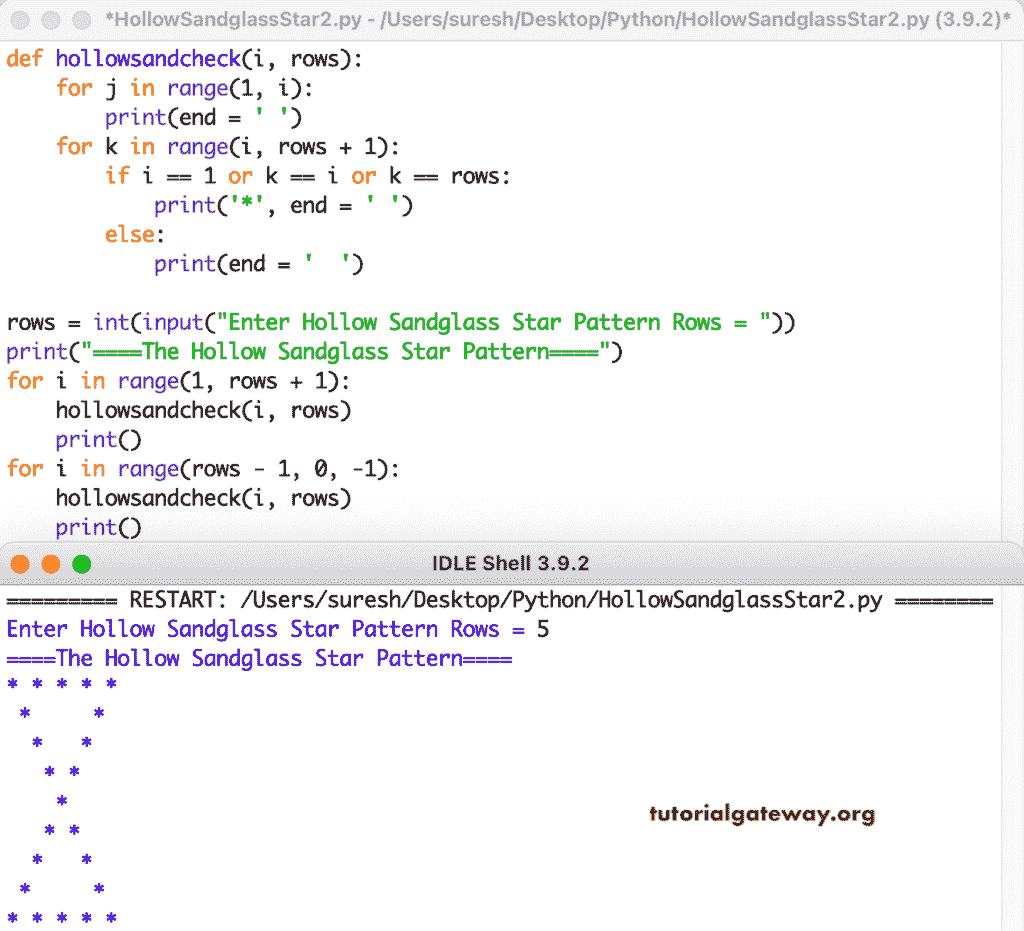 *HollowSandglassStar2.py - /Users/suresh/Desktop/Python/HollowSandglassStar2.py (3.9.2)*
def hollowsandcheck(i, rows):
    for j in range(1, i):
        print(end = ' ')
    for k in range(i, rows + 1):
        if i == 1 or k == i or k == rows:
            print('*', end = ' ')
        else:
            print(end = '  ')

rows = int(input("Enter Hollow Sandglass Star Pattern Rows = "))
print("====The Hollow Sandglass Star Pattern====")
for i in range(1, rows + 1):
    hollowsandcheck(i, rows)
    print()
for i in range(rows - 1, 0, -1):
    hollowsandcheck(i, rows)
    print()
IDLE Shell 3.9.2
========= RESTART: /Users/suresh/Desktop/Python/HollowSandglassStar2.py ========
Enter Hollow Sandglass Star Pattern Rows = 5
====The Hollow Sandglass Star Pattern====
* * * * *
 *     *
  *   *
   * *
    *
tutorialgateway.org
   * *
  *   *
 *     *
* * * * *